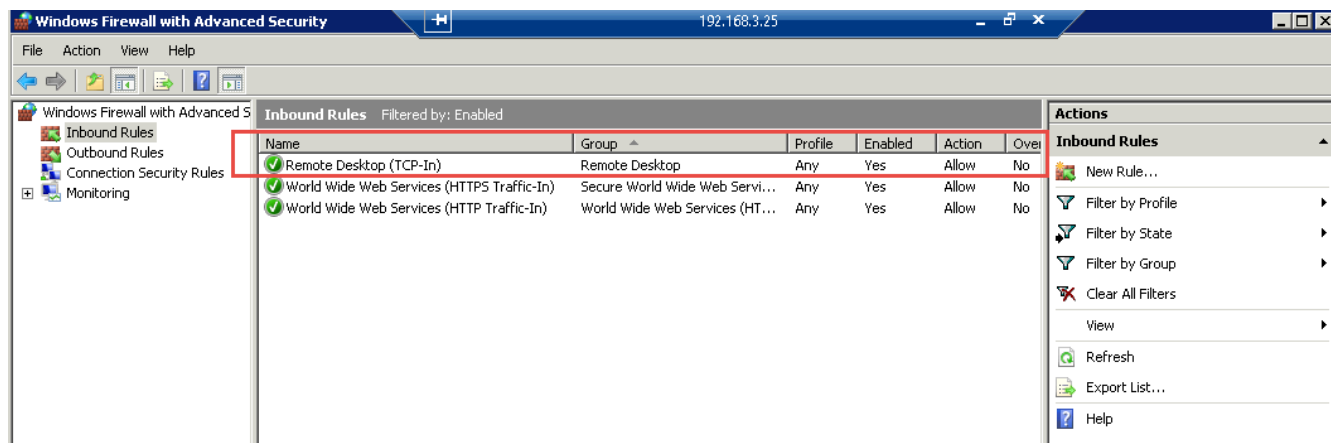 Windows Firewall with Advanced Security
192.168.3.25
File Action View Help
Windows Firewall with Advanced S
Inbound Rules
Outbound Rules
Connection Security Rules
Monitoring
Inbound Rules Filtered by: Enabled
Name Group Profile Enabled Action Over
Remote Desktop (TCP-In) Remote Desktop Any Yes Allow No
World Wide Web Services (HTTPS Traffic-In) Secure World Wide Web Servi... Any Yes Allow No
World Wide Web Services (HTTP Traffic-In) World Wide Web Services (HT... Any Yes Allow No
Actions
Inbound Rules
New Rule...
Filter by Profile
Filter by State
Filter by Group
Clear All Filters
View
Refresh
Export List...
Help